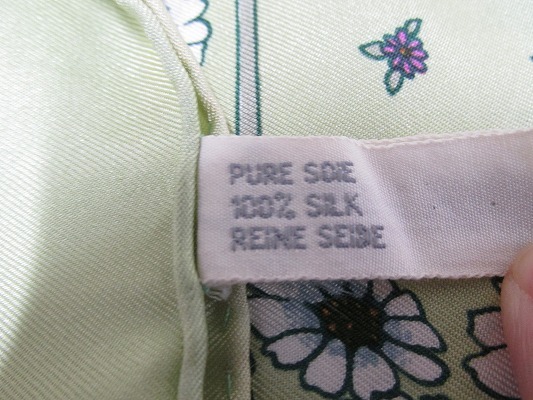 PURE SOIE
100% SILK
REINE SEIDE